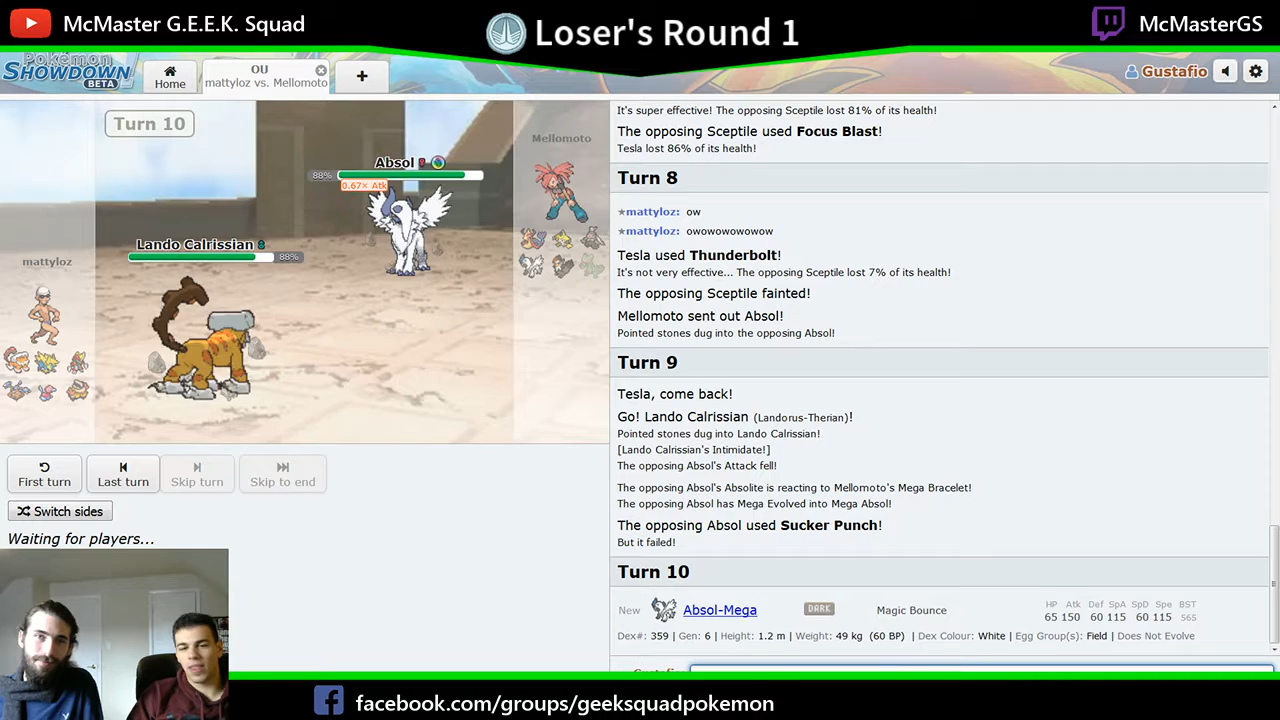 McMaster G.E.E.K. Squad
Loser's Round 1
McMasterGS
Pokémon
SHOWDOWN
BETA
Home
OU
mattyloz vs. Mellomoto
Gustafio
Turn 10
Absol
88%
0.67× Atk
Lando Calrissian
88%
mattyloz
Mellomoto
First turn
Last turn
Skip turn
Skip to end
Switch sides
Waiting for players...
It's super effective! The opposing Sceptile lost 81% of its health!
The opposing Sceptile used Focus Blast!
Tesla lost 86% of its health!
Turn 8
★mattyloz: ow
★mattyloz: owowowowowow
Tesla used Thunderbolt!
It's not very effective... The opposing Sceptile lost 7% of its health!
The opposing Sceptile fainted!
Mellomoto sent out Absol!
Pointed stones dug into the opposing Absol!
Turn 9
Tesla, come back!
Go! Lando Calrissian (Landorus-Therian)!
Pointed stones dug into Lando Calrissian!
[Lando Calrissian's Intimidate!]
The opposing Absol's Attack fell!
The opposing Absol's Absolite is reacting to Mellomoto's Mega Bracelet!
The opposing Absol has Mega Evolved into Mega Absol!
The opposing Absol used Sucker Punch!
But it failed!
Turn 10
New Absol-Mega DARK Magic Bounce
HP Atk Def SpA SpD Spe BST
65 150 60 115 60 115 565
Dex#: 359 | Gen: 6 | Height: 1.2 m | Weight: 49 kg (60 BP) | Dex Colour: White | Egg Group(s): Field | Does Not Evolve
facebook.com/groups/geeksquadpokemon